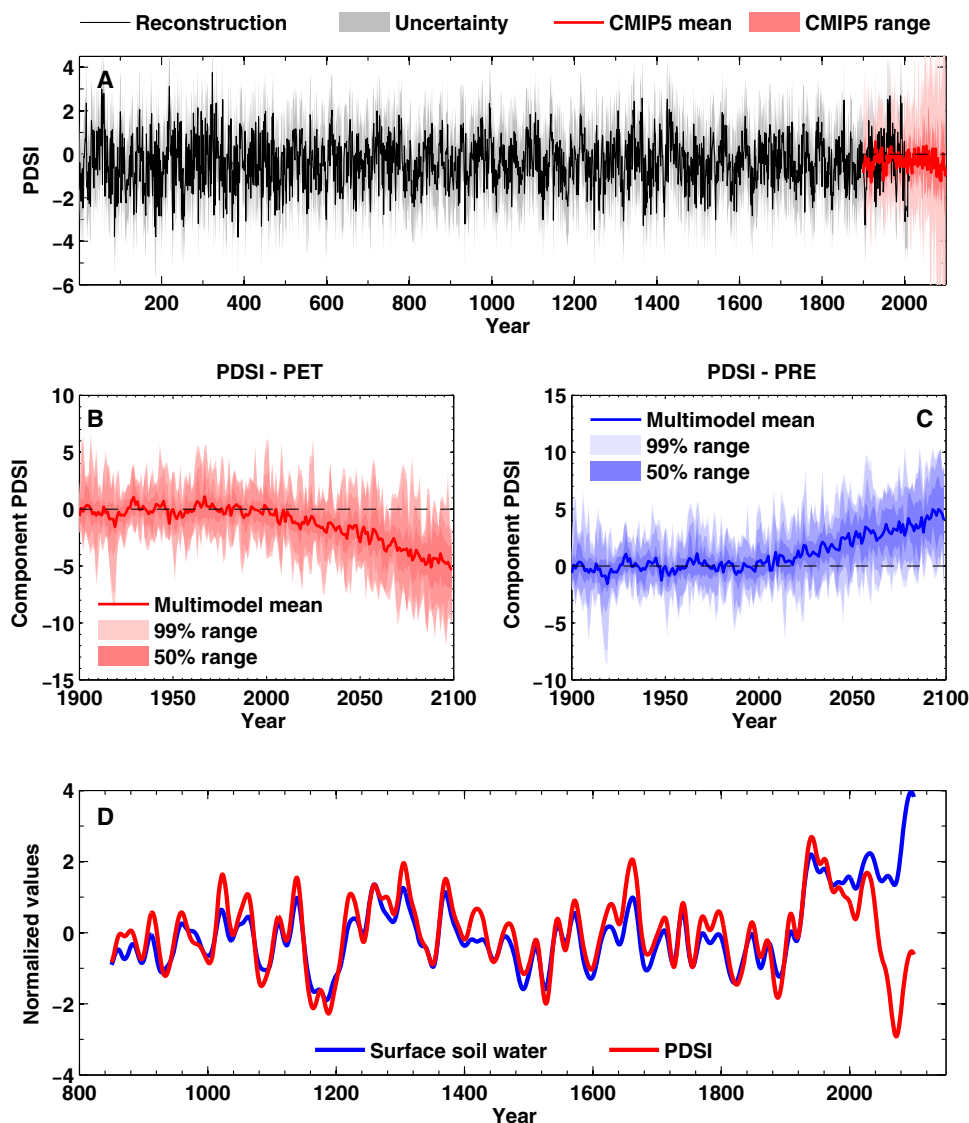 Reconstruction Uncertainty CMIP5 mean CMIP5 range
A
PDSI
4
2
0
−2
−4
−6
200 400 600 800 1000 1200 1400 1600 1800 2000
Year
PDSI - PET
B
Component PDSI
10
5
0
−5
−10
−15
Multimodel mean
99% range
50% range
1900 1950 2000 2050 2100
Year
PDSI - PRE
C
Component PDSI
15
10
5
0
−5
−10
Multimodel mean
99% range
50% range
1900 1950 2000 2050 2100
Year
D
Normalized values
4
2
0
−2
−4
Surface soil water PDSI
800 1000 1200 1400 1600 1800 2000
Year